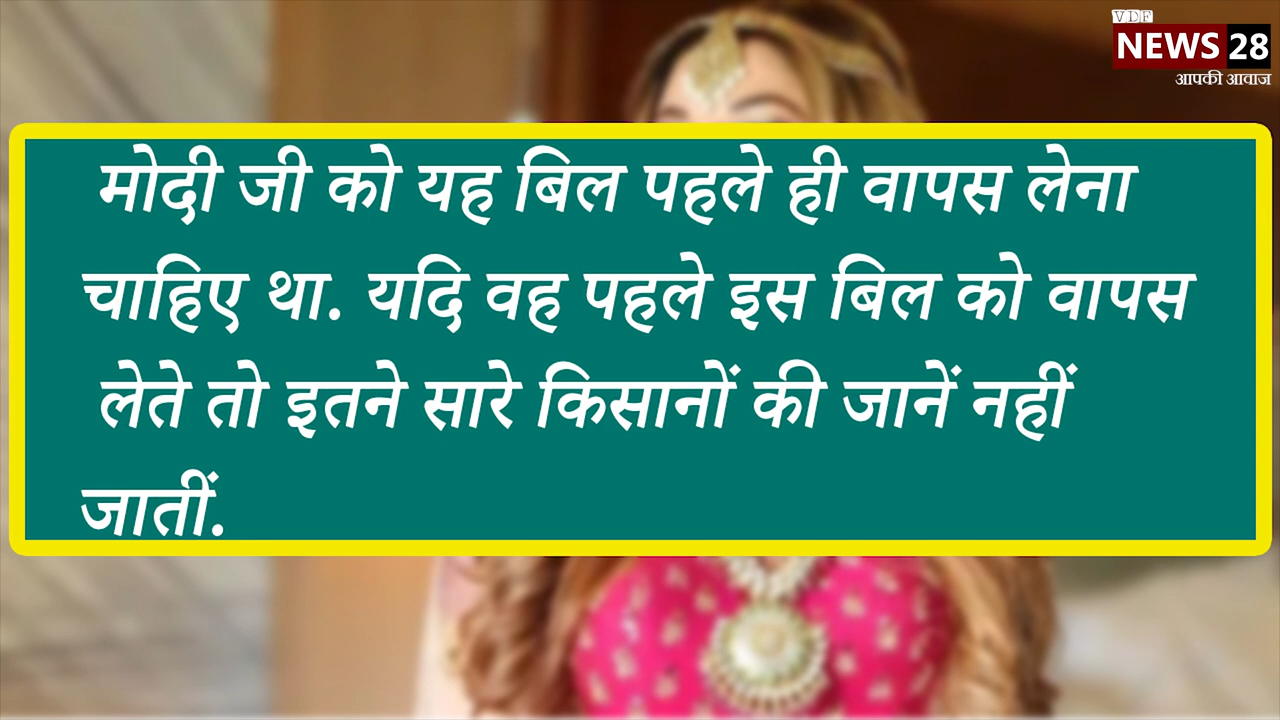 VDF
NEWS 28
आपकी आवाज
मोदी जी को यह बिल पहले ही वापस लेना
चाहिए था. यदि वह पहले इस बिल को वापस
लेते तो इतने सारे किसानों की जानें नहीं
जातीं.